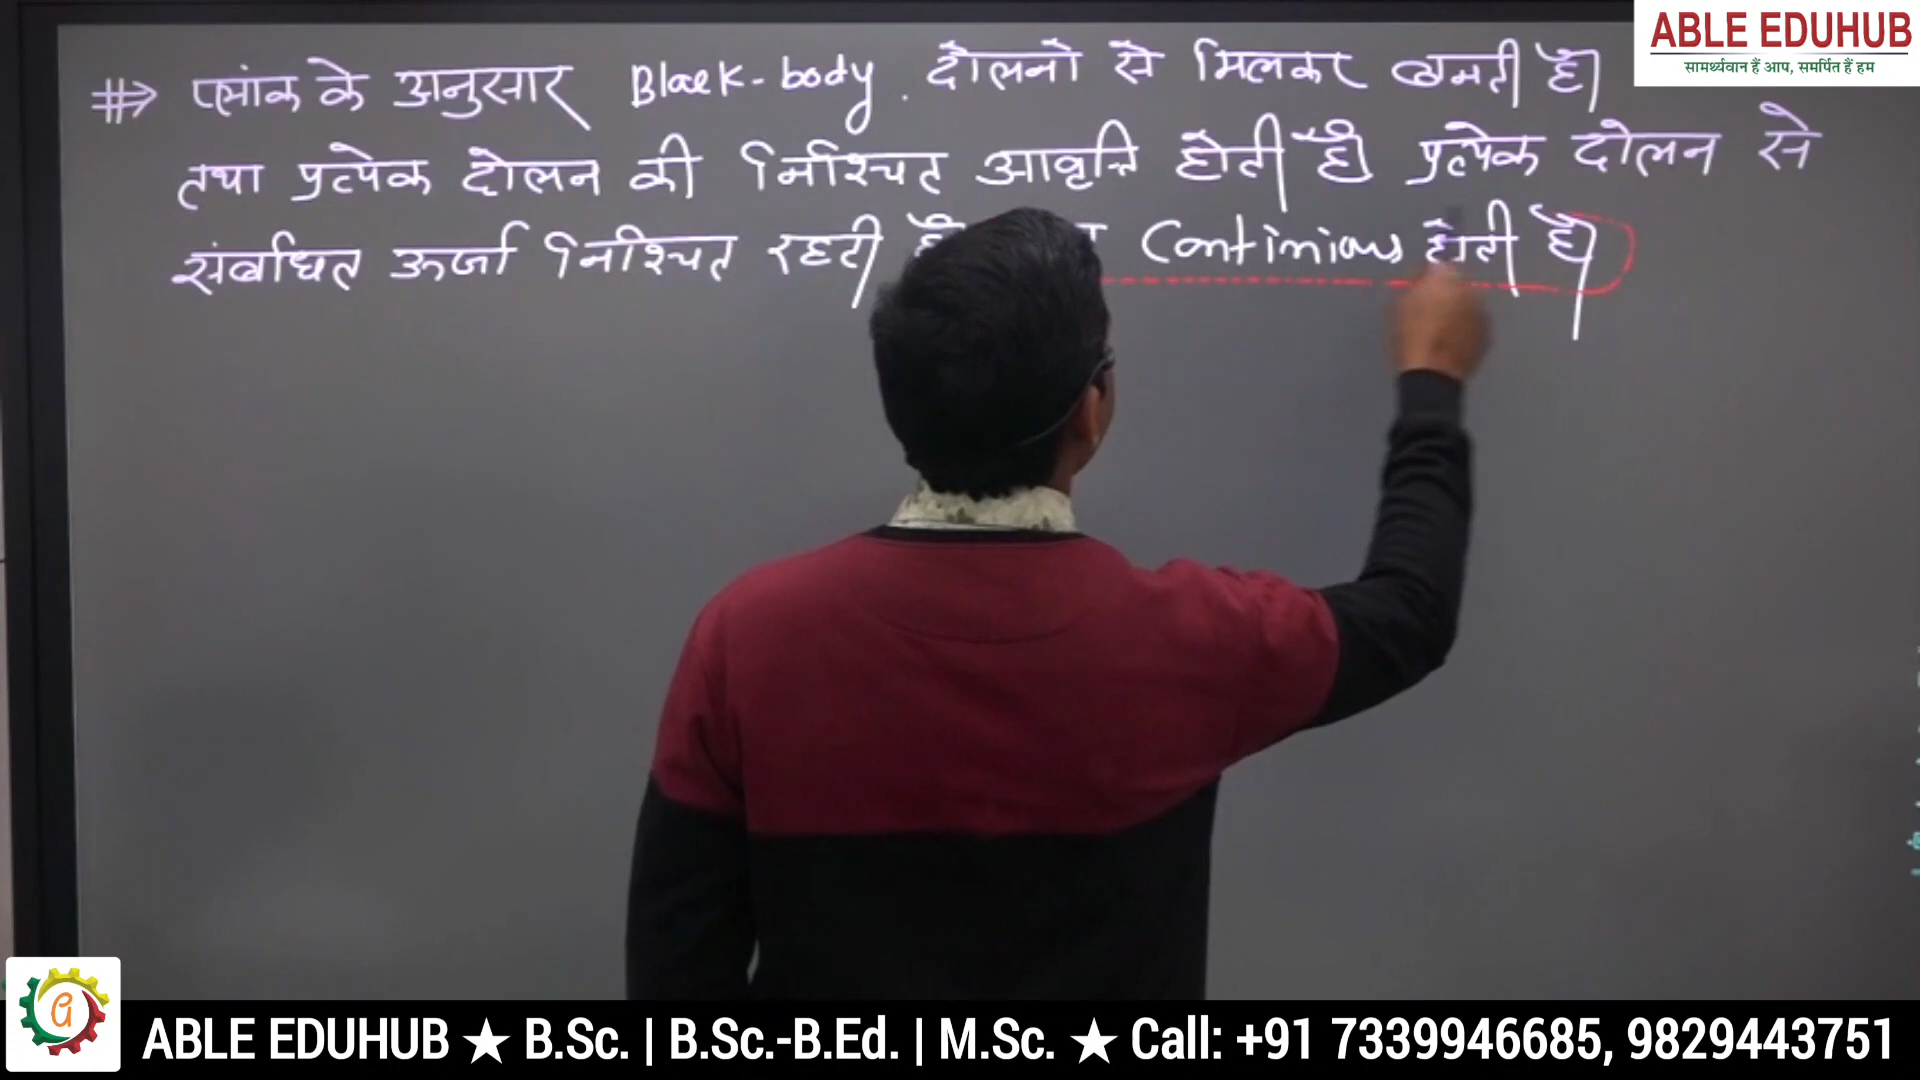 ABLE EDUHUB
सामर्थ्यवान हैं आप, समर्पित हैं हम
प्लांक के अनुसार Black-body. दोलनो से मिलकर बनती है।
तथा प्रत्येक दोलन की निश्चित आवृत्ति होती है। प्रत्येक दोलन से
संबंधित ऊर्जा निश्चित रहती Continious होती है।
ABLE EDUHUB ★ B.Sc. | B.Sc.-B.Ed. | M.Sc. ★ Call: +91 7339946685, 9829443751